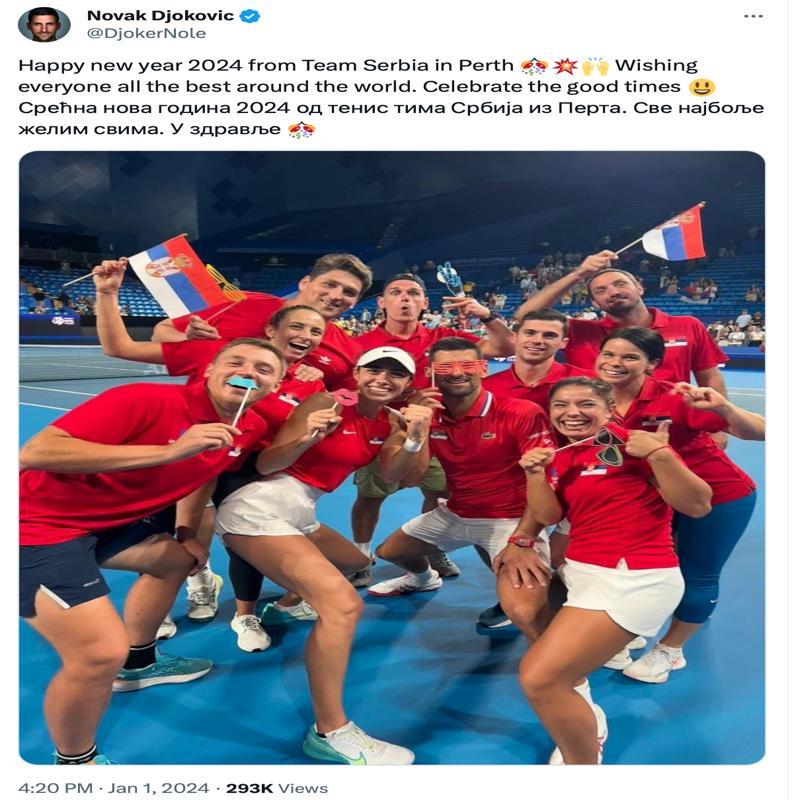 Novak Djokovic
@DjokerNole
Happy new year 2024 from Team Serbia in Perth 🎊 💥 🙌 Wishing
everyone all the best around the world. Celebrate the good times 😃
Срећна нова година 2024 од тенис тима Србија из Перта. Све најбоље
желим свима. У здравље 🎊
4:20 PM · Jan 1, 2024 · 293K Views